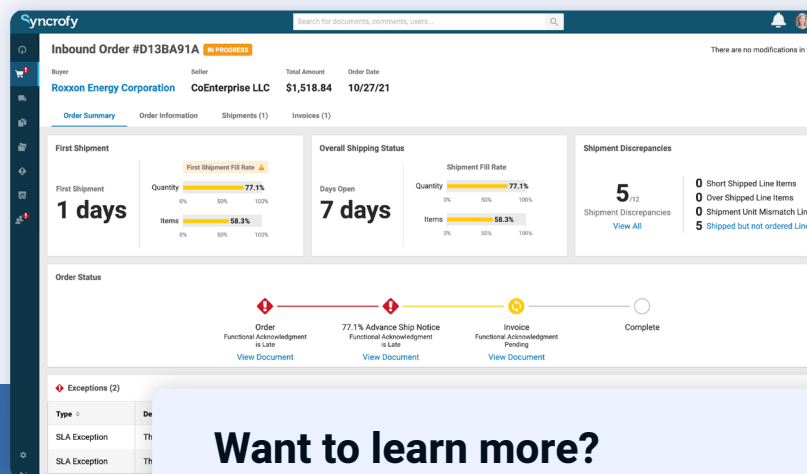 Syncrofy
Search for documents, comments, users...
Inbound Order #D13BA91A IN PROGRESS
There are no modifications in
Buyer Seller Total Amount Order Date
Roxxon Energy Corporation CoEnterprise LLC $1,518.84 10/27/21
Order Summary Order Information Shipments (1) Invoices (1)
First Shipment
First Shipment Fill Rate
First Shipment
1 days
Quantity 77.1%
0% 50% 100%
Items 58.3%
0% 50% 100%
Overall Shipping Status
Shipment Fill Rate
Days Open
7 days
Quantity 77.1%
0% 50% 100%
Items 58.3%
0% 50% 100%
Shipment Discrepancies
5/12
Shipment Discrepancies
View All
0 Short Shipped Line Items
0 Over Shipped Line Items
0 Shipment Unit Mismatch Lin
5 Shipped but not ordered Line
Order Status
Order
Functional Acknowledgment
is Late
View Document
77.1% Advance Ship Notice
Functional Acknowledgment
is Late
View Document
Invoice
Functional Acknowledgment
Pending
View Document
Complete
Exceptions (2)
Type De
SLA Exception Th
SLA Exception Th
Want to learn more?